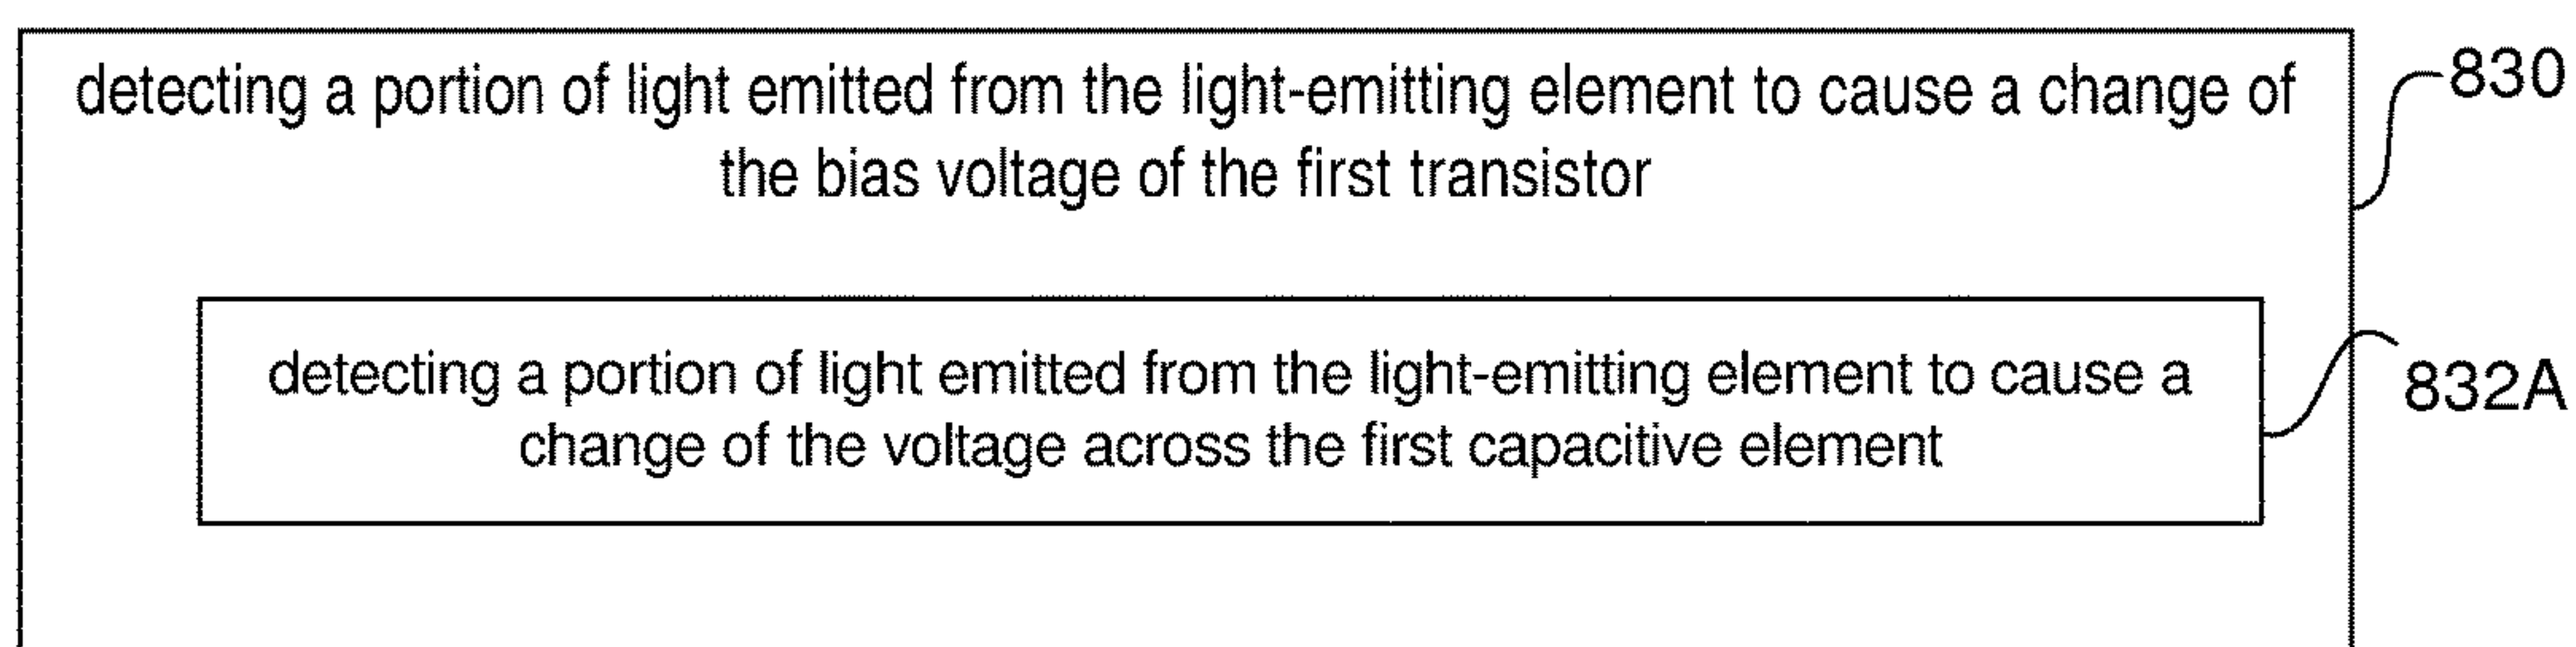 detecting a portion of light emitted from the light-emitting element to cause a change of
the bias voltage of the first transistor
830
detecting a portion of light emitted from the light-emitting element to cause a
change of the voltage across the first capacitive element
832A